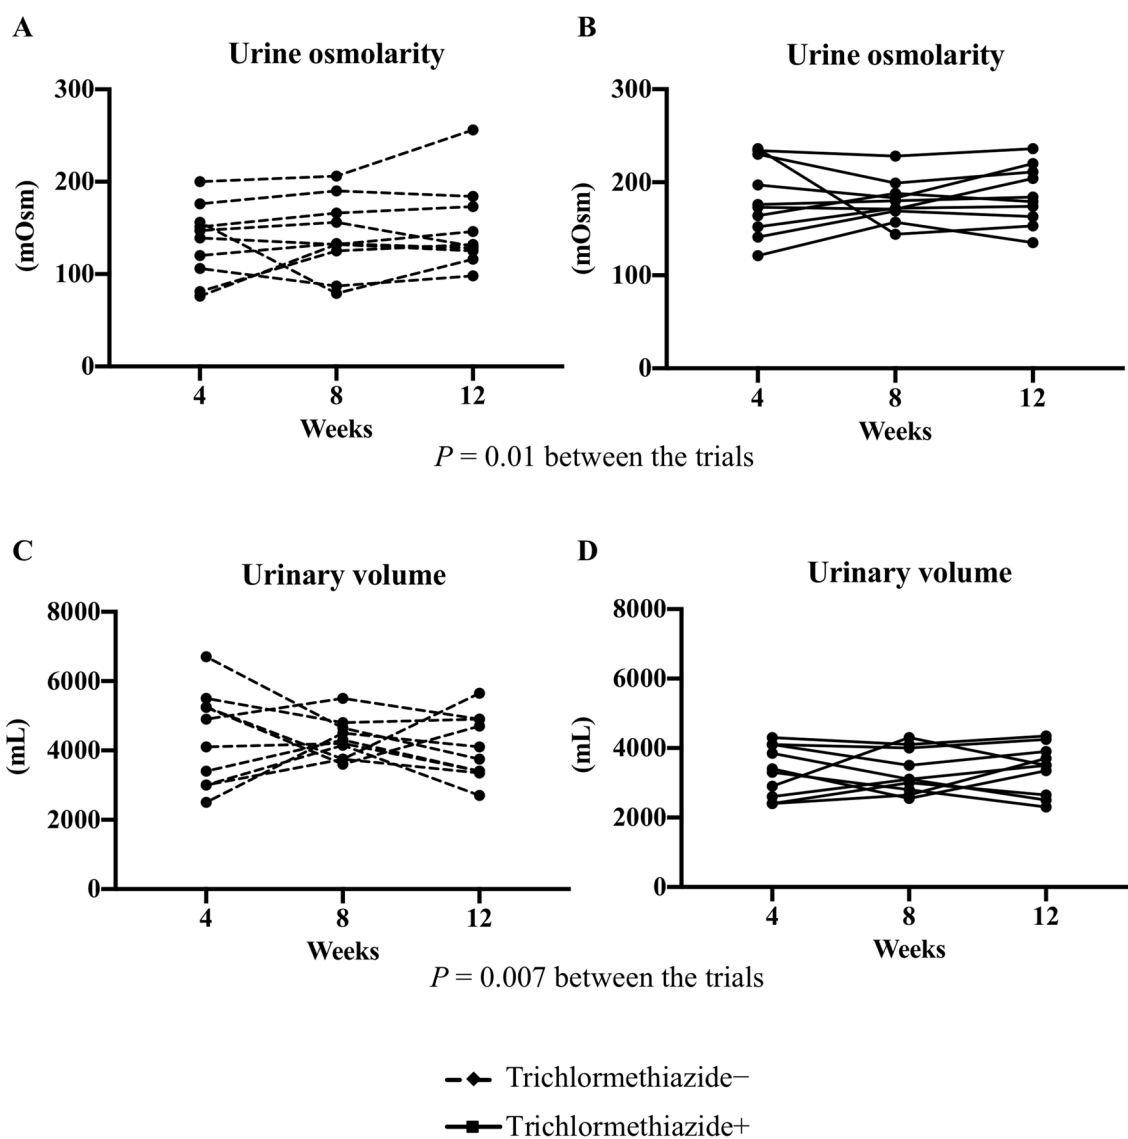 A
Urine osmolarity
300
200
100
0
(mOsm)
4 8 12
Weeks
B
Urine osmolarity
300
200
100
0
(mOsm)
4 8 12
Weeks
P = 0.01 between the trials
C
Urinary volume
8000
6000
4000
2000
0
(mL)
4 8 12
Weeks
D
Urinary volume
8000
6000
4000
2000
0
(mL)
4 8 12
Weeks
P = 0.007 between the trials
Trichlormethiazide−
Trichlormethiazide+